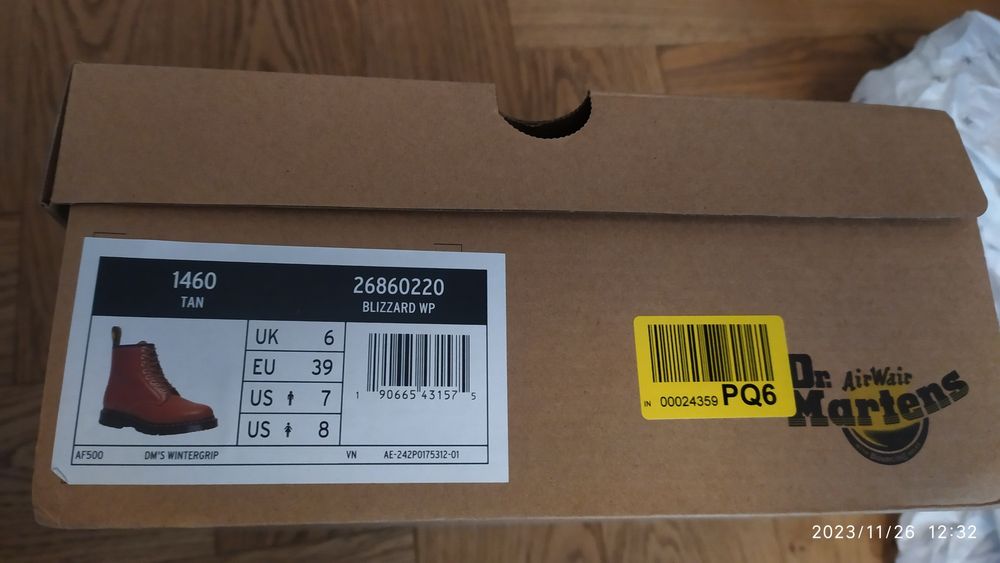 1460
TAN
26860220
BLIZZARD WP
UK 6
EU 39
US 7
US 8
1 90665 43157 5
AF500 DM'S WINTERGRIP VN AE-242P0175312-01
IN 00024359 PQ6
Dr.
AirWair
Martens
2023/11/26 12:32